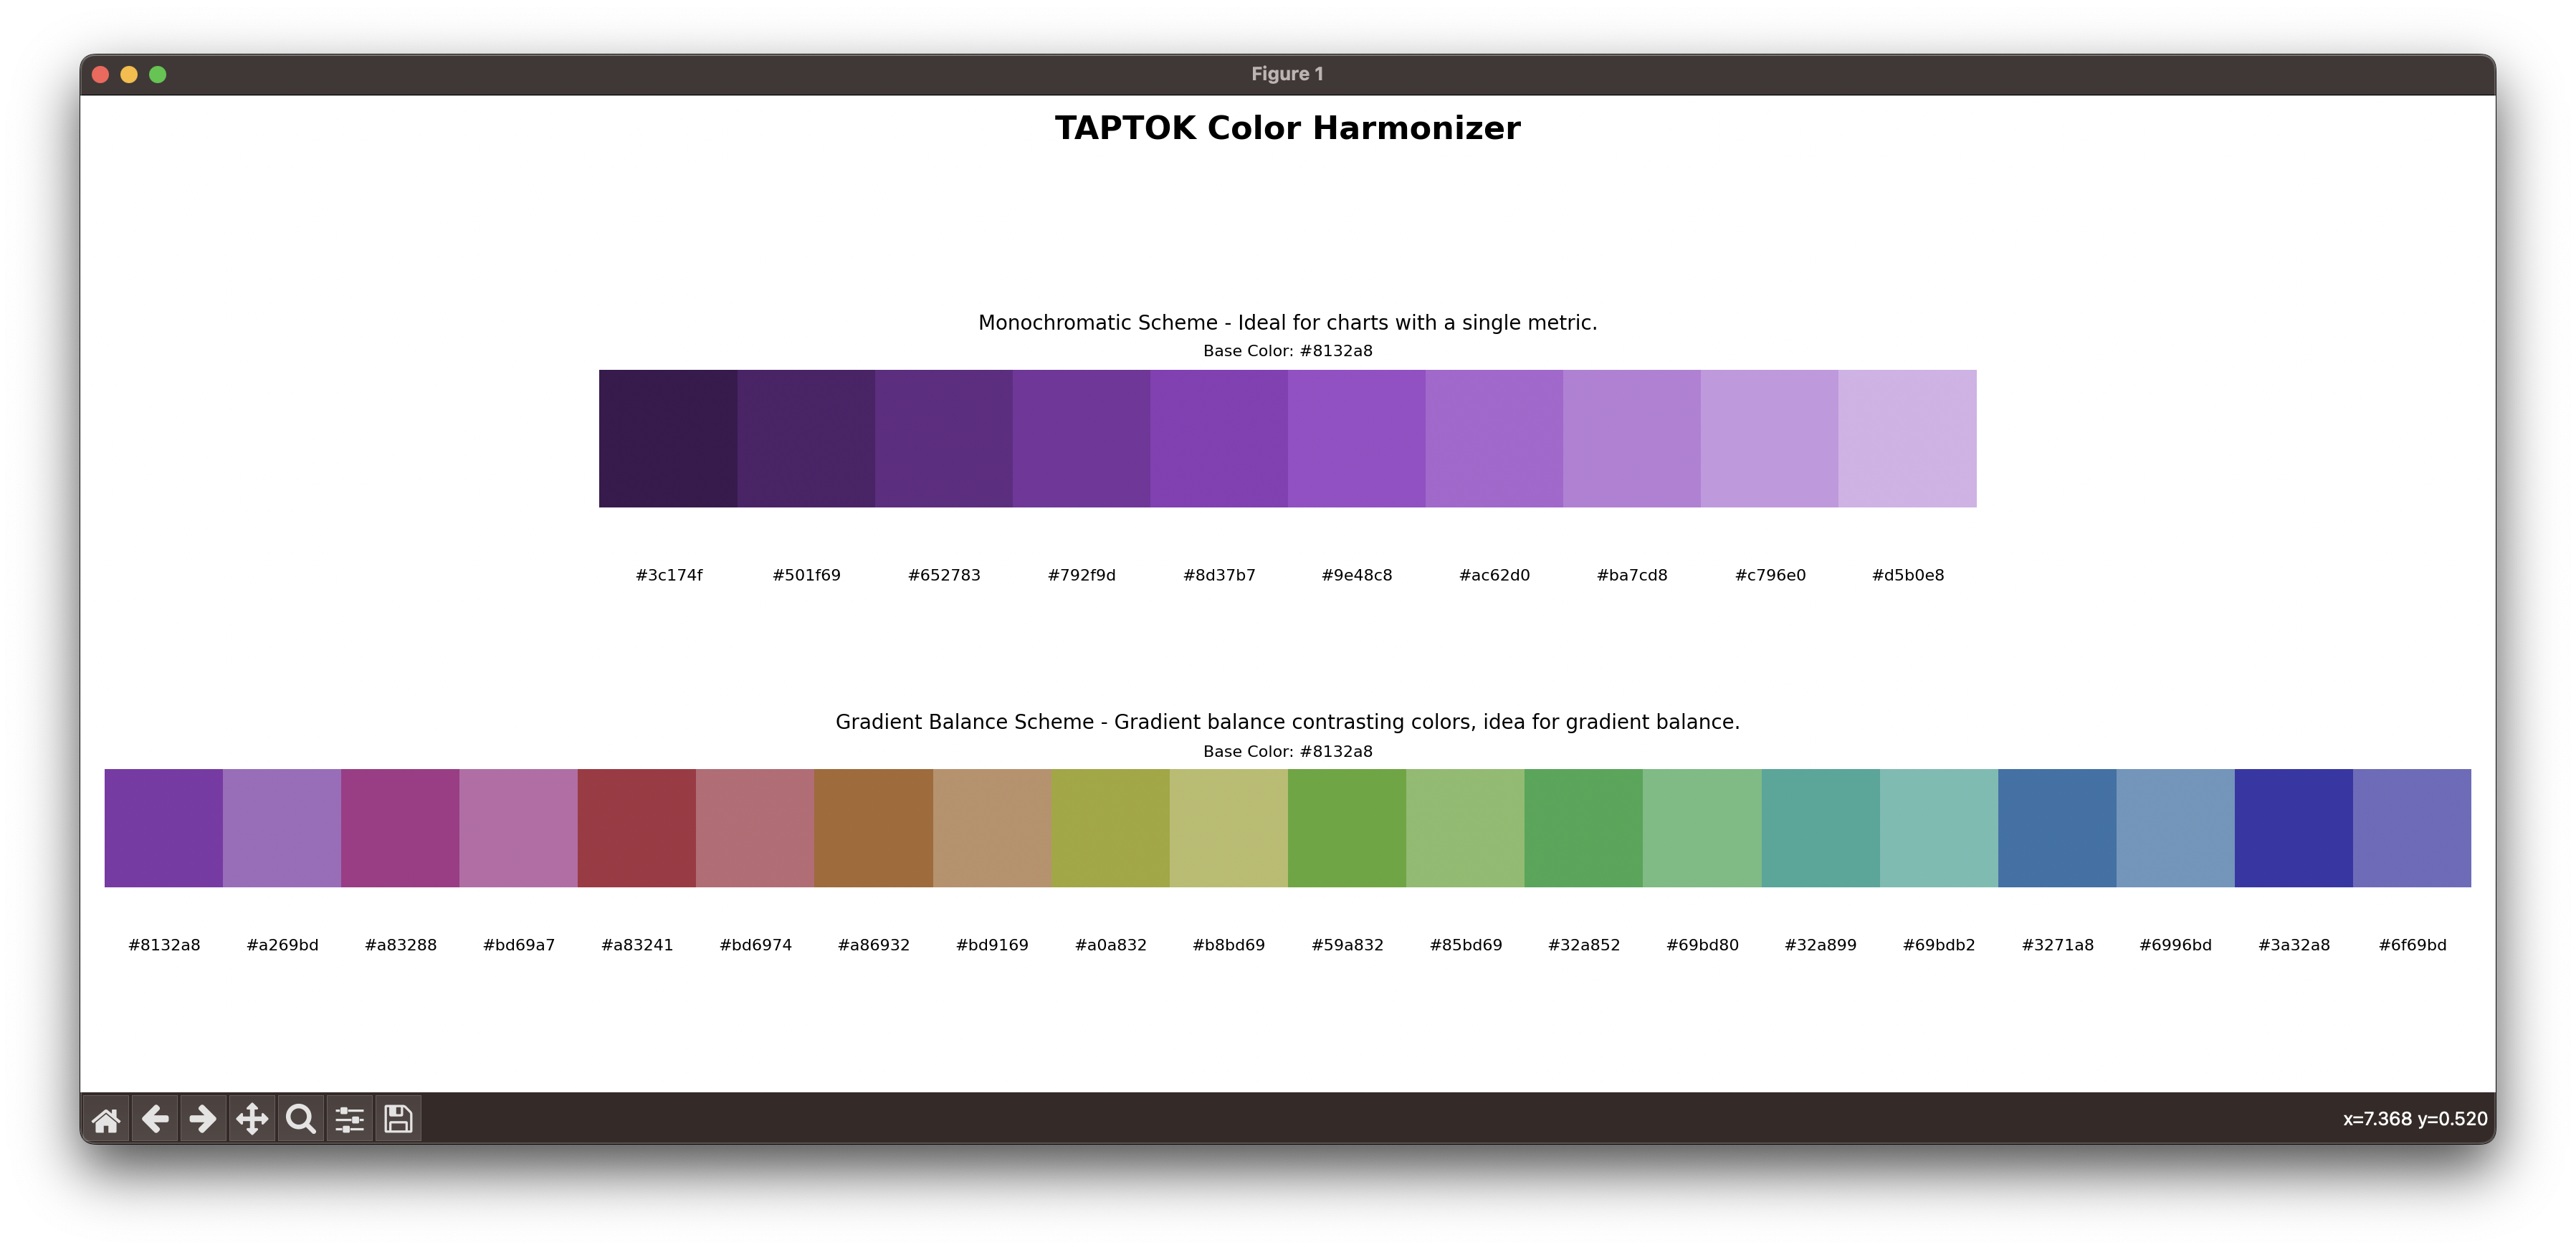 Figure 1
TAPTOK Color Harmonizer
Monochromatic Scheme - Ideal for charts with a single metric.
Base Color: #8132a8
#3c174f #501f69 #652783 #792f9d #8d37b7 #9e48c8 #ac62d0 #ba7cd8 #c796e0 #d5b0e8
Gradient Balance Scheme - Gradient balance contrasting colors, idea for gradient balance.
Base Color: #8132a8
#8132a8 #a269bd #a83288 #bd69a7 #a83241 #bd6974 #a86932 #bd9169 #a0a832 #b8bd69 #59a832 #85bd69 #32a852 #69bd80 #32a899 #69bdb2 #3271a8 #6996bd #3a32a8 #6f69bd
x=7.368 y=0.520